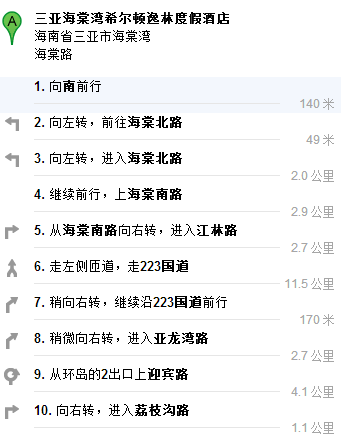 A
三亚海棠湾希尔顿逸林度假酒店
海南省三亚市海棠湾
海棠路
1. 向南前行
140 米
2. 向左转，前往海棠北路
49 米
3. 向左转，进入海棠北路
2.0 公里
4. 继续前行，上海棠南路
2.9 公里
5. 从海棠南路向右转，进入江林路
2.7 公里
6. 走左侧匝道，走223国道
11.5 公里
7. 稍向右转，继续沿223国道前行
170 米
8. 稍微向右转，进入亚龙湾路
2.7 公里
9. 从环岛的2出口上迎宾路
4.1 公里
10. 向右转，进入荔枝沟路
1.1 公里